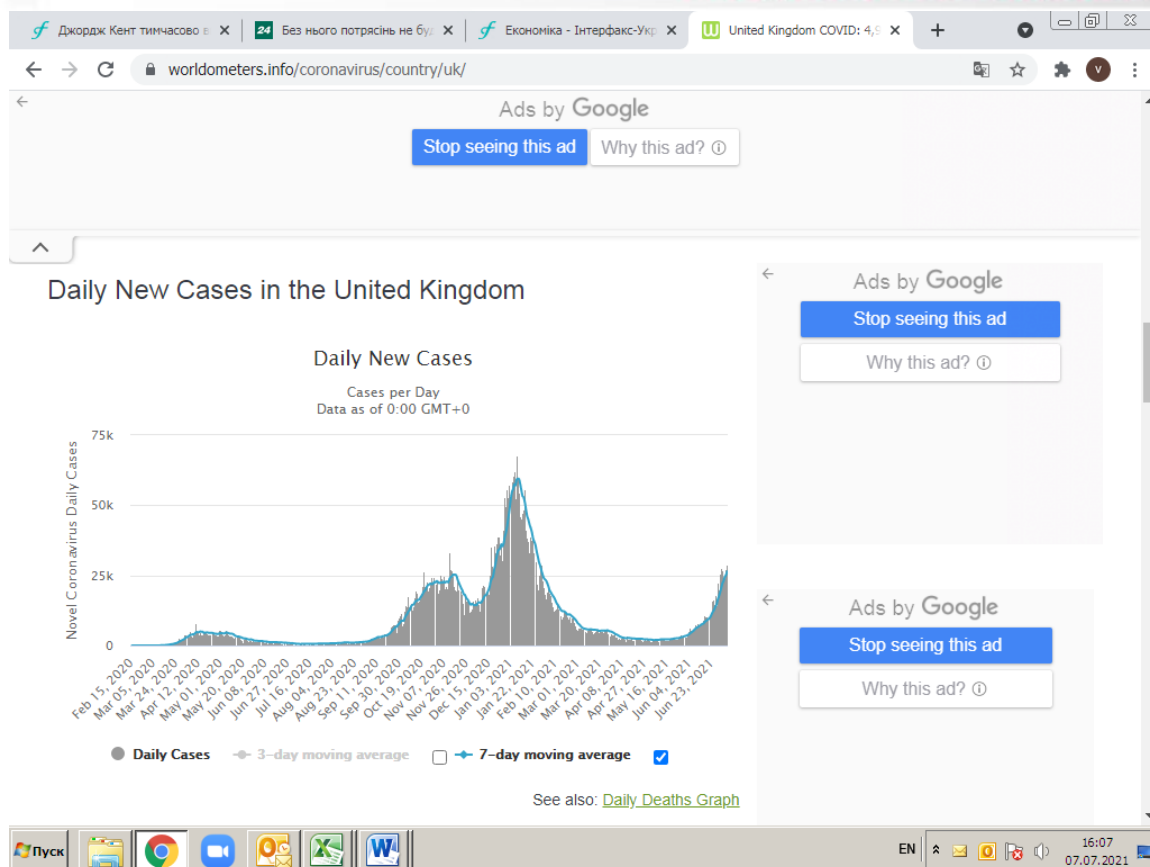 Джордж Кент тимчасово в
Без нього потрясінь не бу
Економіка - Інтерфакс-Укр
United Kingdom COVID: 4,9
worldometers.info/coronavirus/country/uk/
V
Ads by Google
Stop seeing this ad
Why this ad?
Daily New Cases in the United Kingdom
Daily New Cases
Cases per Day
Data as of 0:00 GMT+0
Novel Coronavirus Daily Cases
75k
50k
25k
0
Feb 15, 2020
Mar 05, 2020
Mar 24, 2020
Apr 12, 2020
May 01, 2020
May 20, 2020
Jun 08, 2020
Jun 27, 2020
Jul 16, 2020
Aug 04, 2020
Aug 23, 2020
Sep 11, 2020
Sep 30, 2020
Oct 19, 2020
Nov 07, 2020
Nov 26, 2020
Dec 15, 2020
Jan 03, 2021
Jan 22, 2021
Feb 10, 2021
Mar 01, 2021
Mar 20, 2021
Apr 08, 2021
Apr 27, 2021
May 16, 2021
Jun 04, 2021
Jun 23, 2021
Daily Cases
3-day moving average
7-day moving average
See also: Daily Deaths Graph
Ads by Google
Stop seeing this ad
Why this ad?
Ads by Google
Stop seeing this ad
Why this ad?
Пуск
EN
16:07
07.07.2021